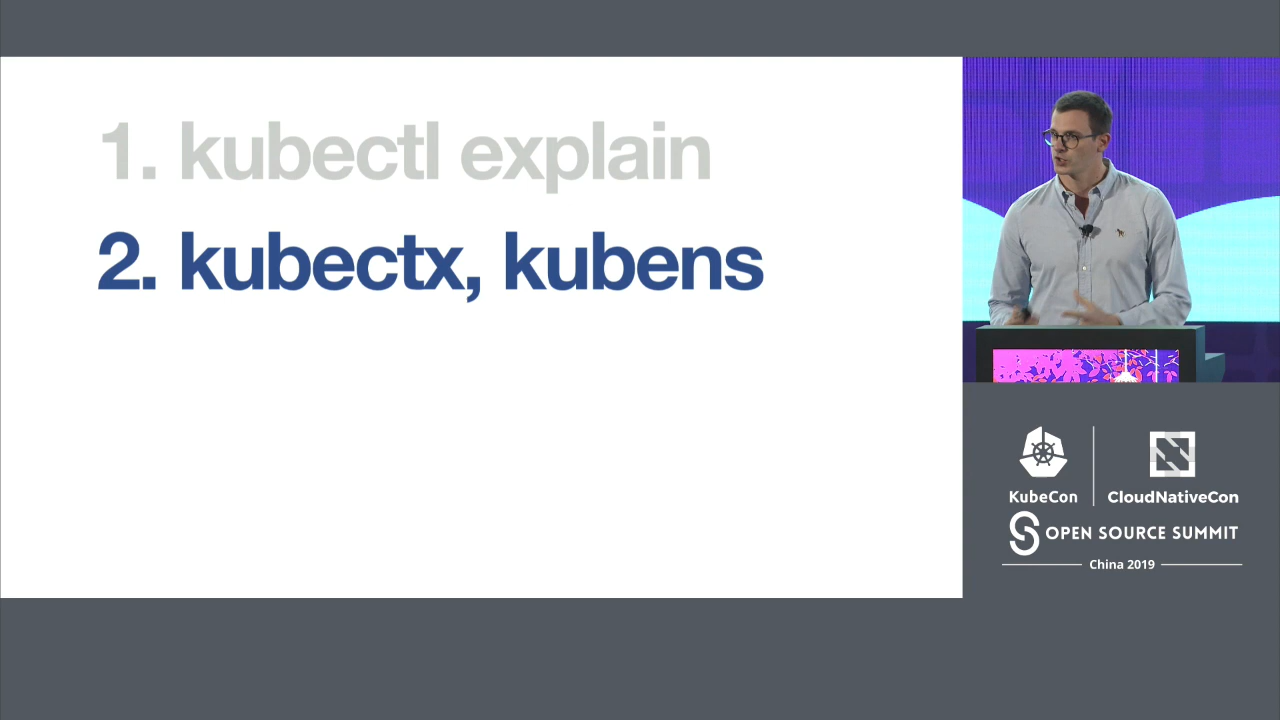 1. kubectl explain
2. kubectx, kubens
KubeCon
CloudNativeCon
OPEN SOURCE SUMMIT
China 2019